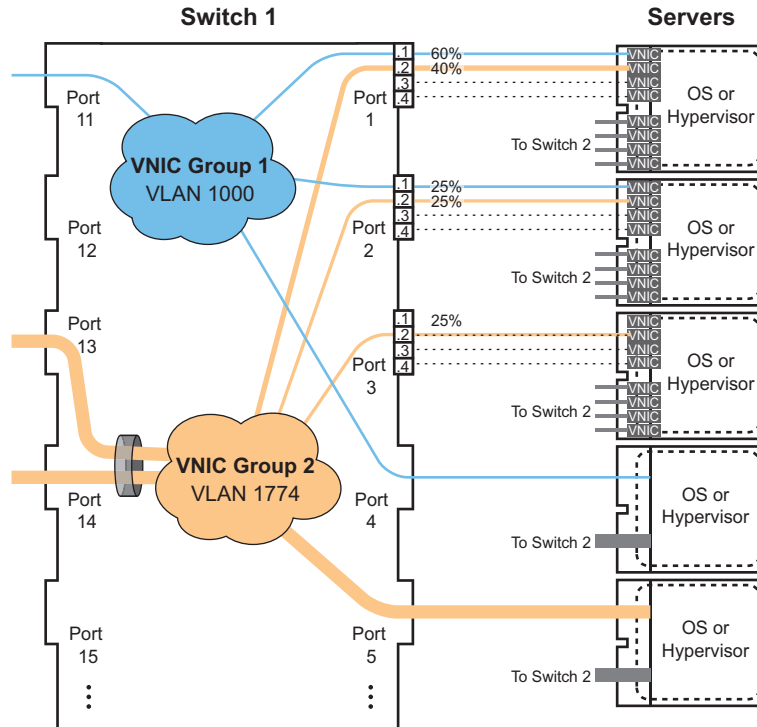 Switch 1
Servers
.1
.2
.3
.4
60%
40%
Port
11
Port
1
VNIC
VNIC
VNIC
VNIC
VNIC
VNIC
VNIC
VNIC
To Switch 2
OS or
Hypervisor
VNIC Group 1
VLAN 1000
.1
.2
.3
.4
25%
25%
Port
12
Port
2
VNIC
VNIC
VNIC
VNIC
VNIC
VNIC
VNIC
VNIC
To Switch 2
OS or
Hypervisor
.1
.2
.3
.4
25%
Port
13
Port
3
VNIC
VNIC
VNIC
VNIC
VNIC
VNIC
VNIC
VNIC
To Switch 2
OS or
Hypervisor
VNIC Group 2
VLAN 1774
Port
14
Port
4
To Switch 2
OS or
Hypervisor
Port
15
Port
5
To Switch 2
OS or
Hypervisor